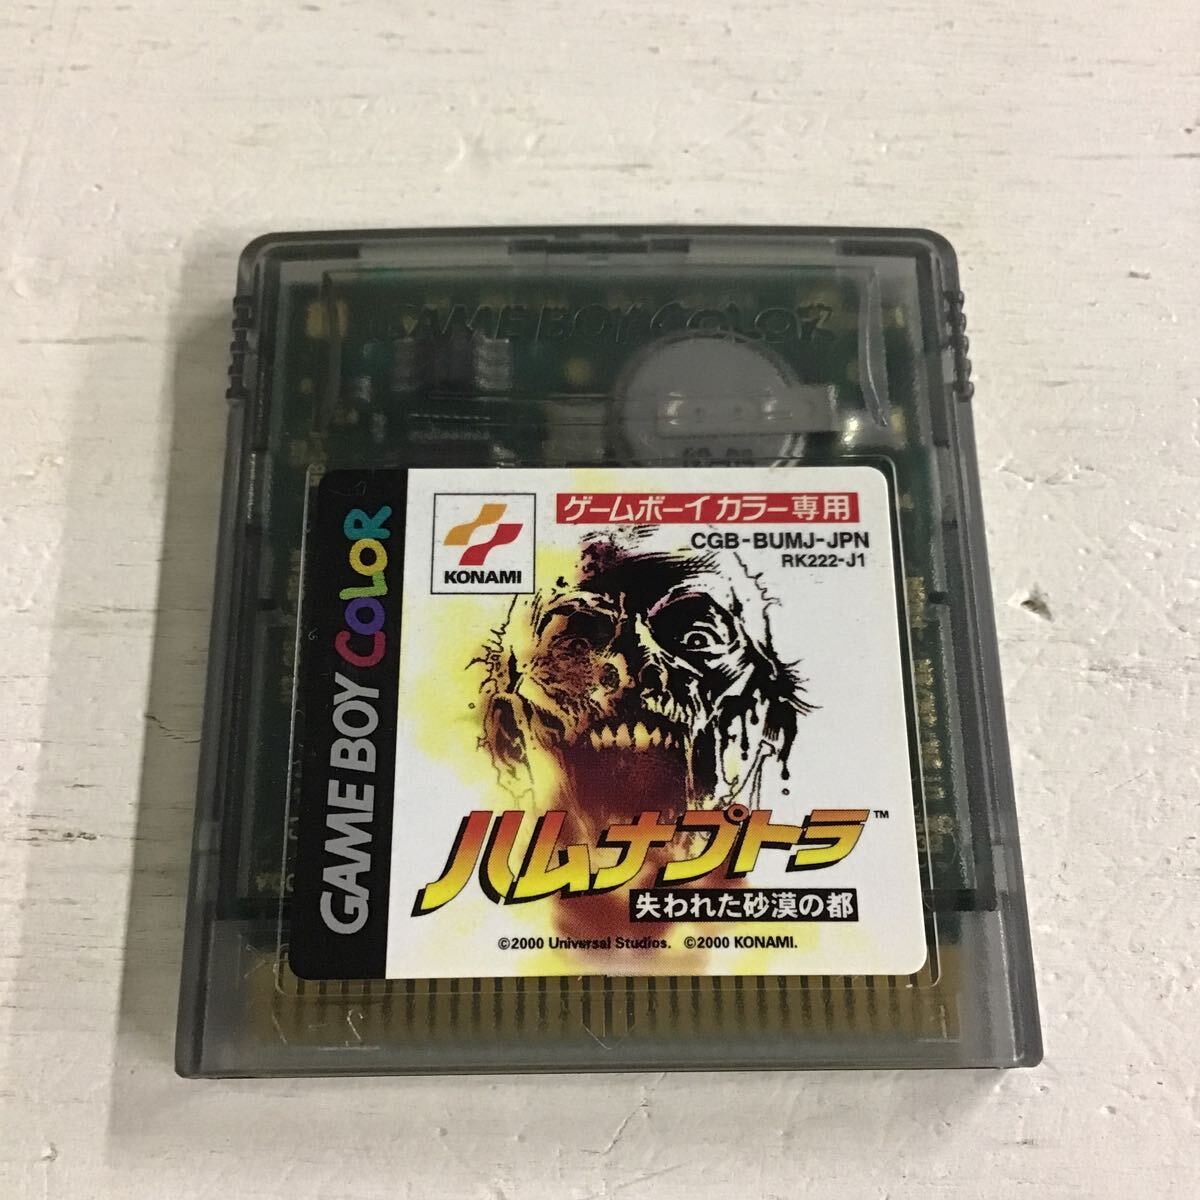 GAME BOY COLOR
GAME BOY COLOR
KONAMI
ゲームボーイカラー専用
CGB-BUMJ-JPN
RK222-J1
ハムナプトラ™
失われた砂漠の都
©2000 Universal Studios. ©2000 KONAMI.